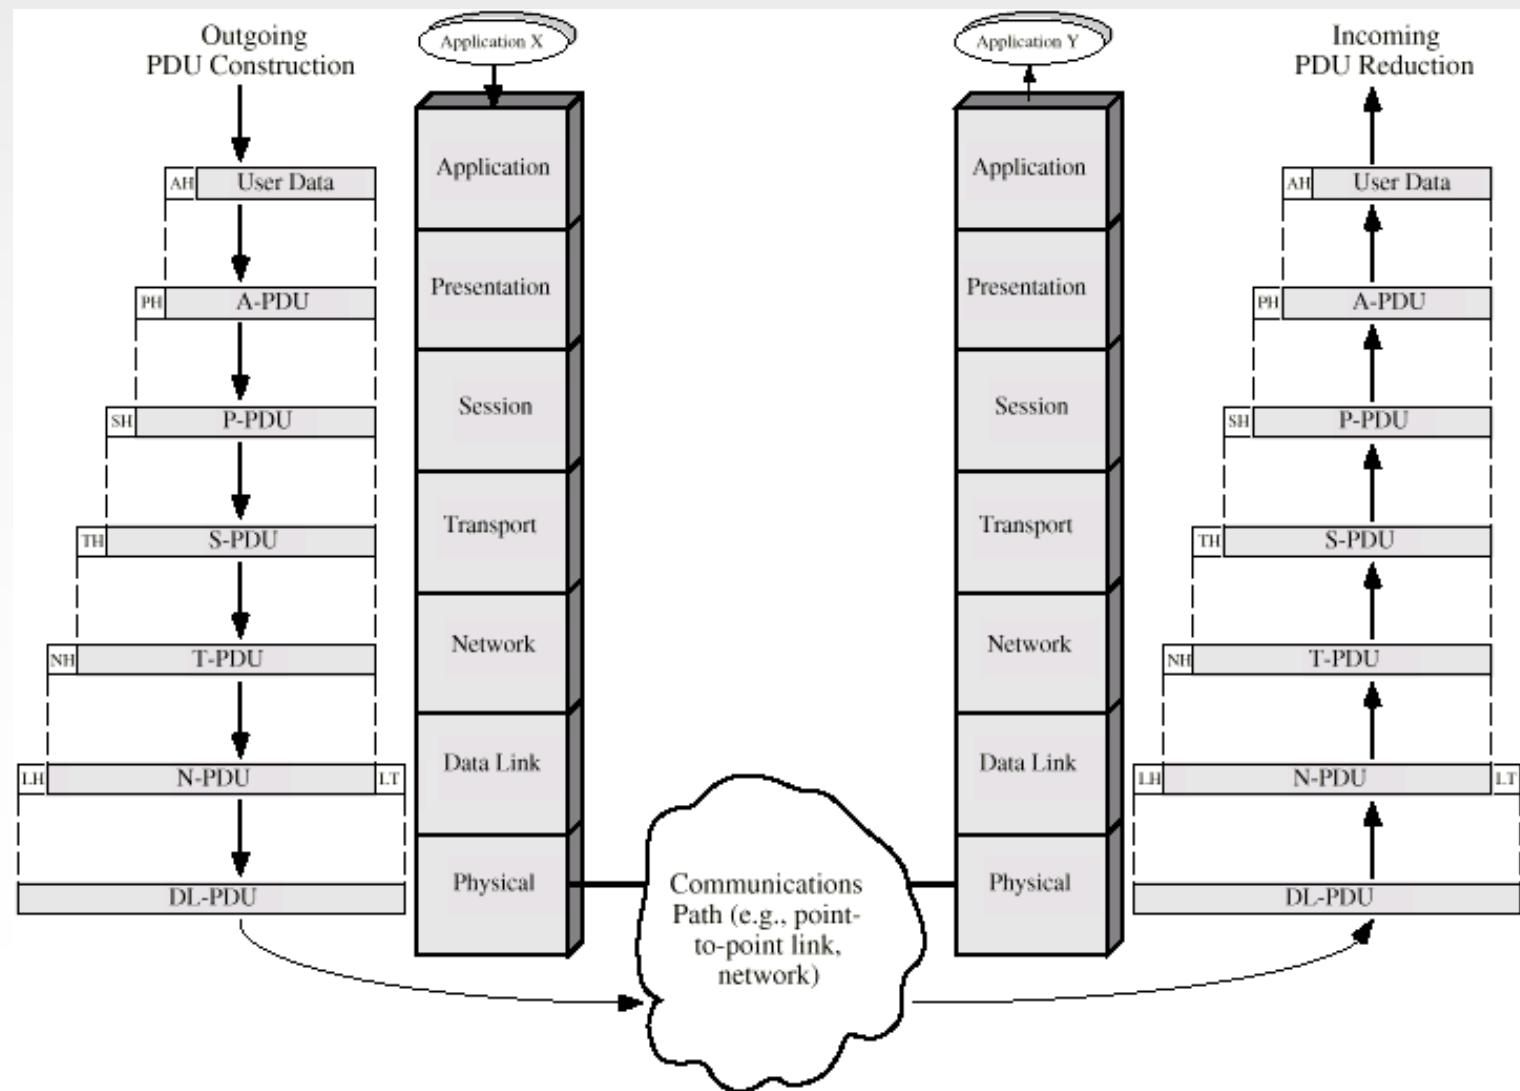 Outgoing
PDU Construction
Application X
Application Y
Incoming
PDU Reduction
AH
User Data
Application
Application
AH
User Data
PH
A-PDU
Presentation
Presentation
PH
A-PDU
SH
P-PDU
Session
Session
SH
P-PDU
TH
S-PDU
Transport
Transport
TH
S-PDU
NH
T-PDU
Network
Network
NH
T-PDU
LH
N-PDU
LT
Data Link
Data Link
LH
N-PDU
LT
DL-PDU
Physical
Communications
Path (e.g., point-
to-point link,
network)
Physical
DL-PDU